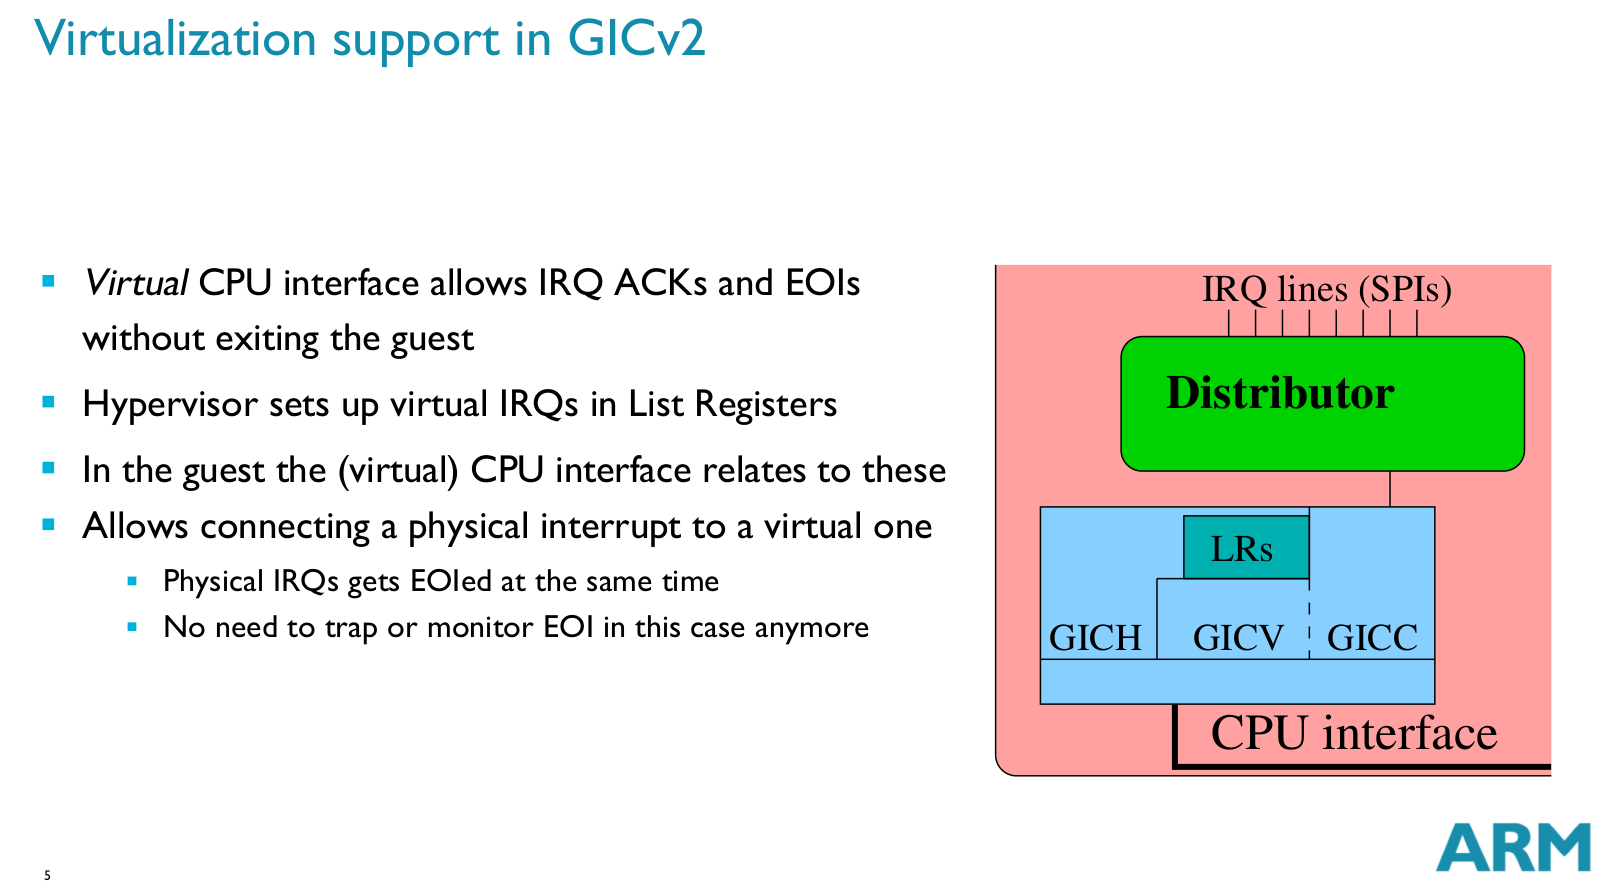 Virtualization support in GICv2
Virtual CPU interface allows IRQ ACKs and EOIs
without exiting the guest
Hypervisor sets up virtual IRQs in List Registers
In the guest the (virtual) CPU interface relates to these
Allows connecting a physical interrupt to a virtual one
Physical IRQs gets EOIed at the same time
No need to trap or monitor EOI in this case anymore
IRQ lines (SPIs)
Distributor
LRs
GICH GICV GICC
CPU interface
ARM
5